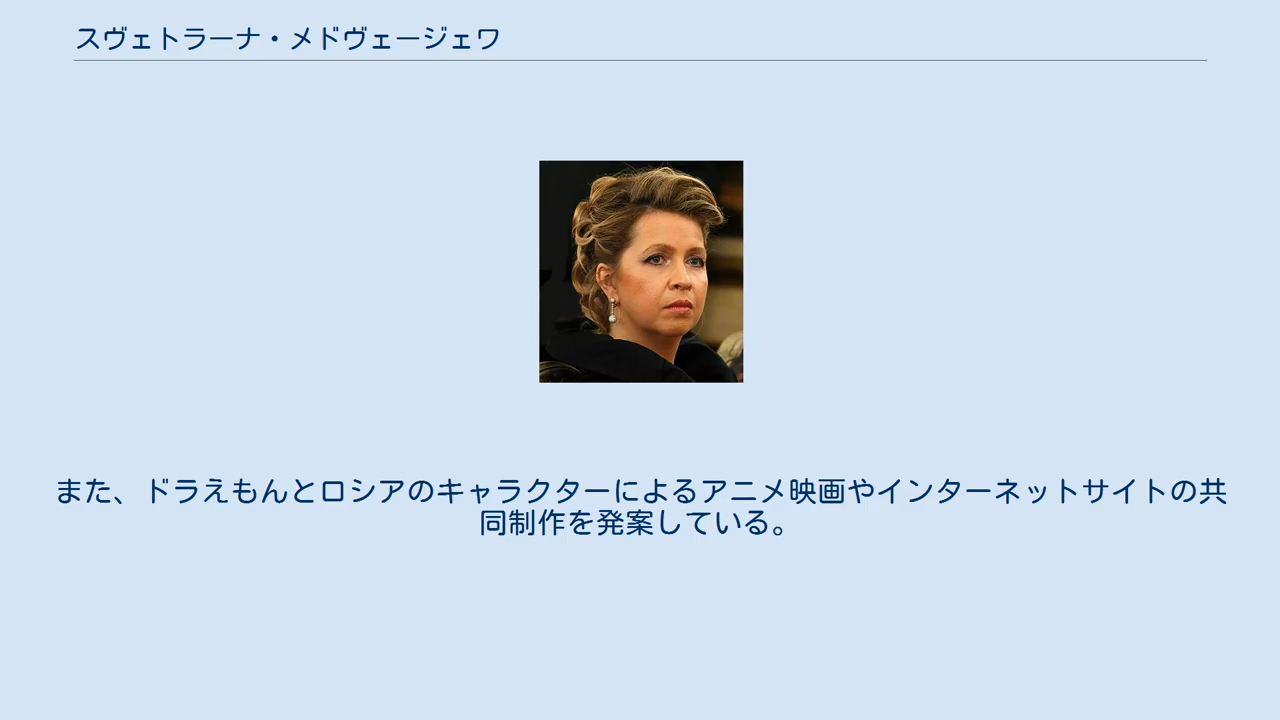 スヴェトラーナ・メドヴェージェワ
また、ドラえもんとロシアのキャラクターによるアニメ映画やインターネットサイトの共
同制作を発案している。